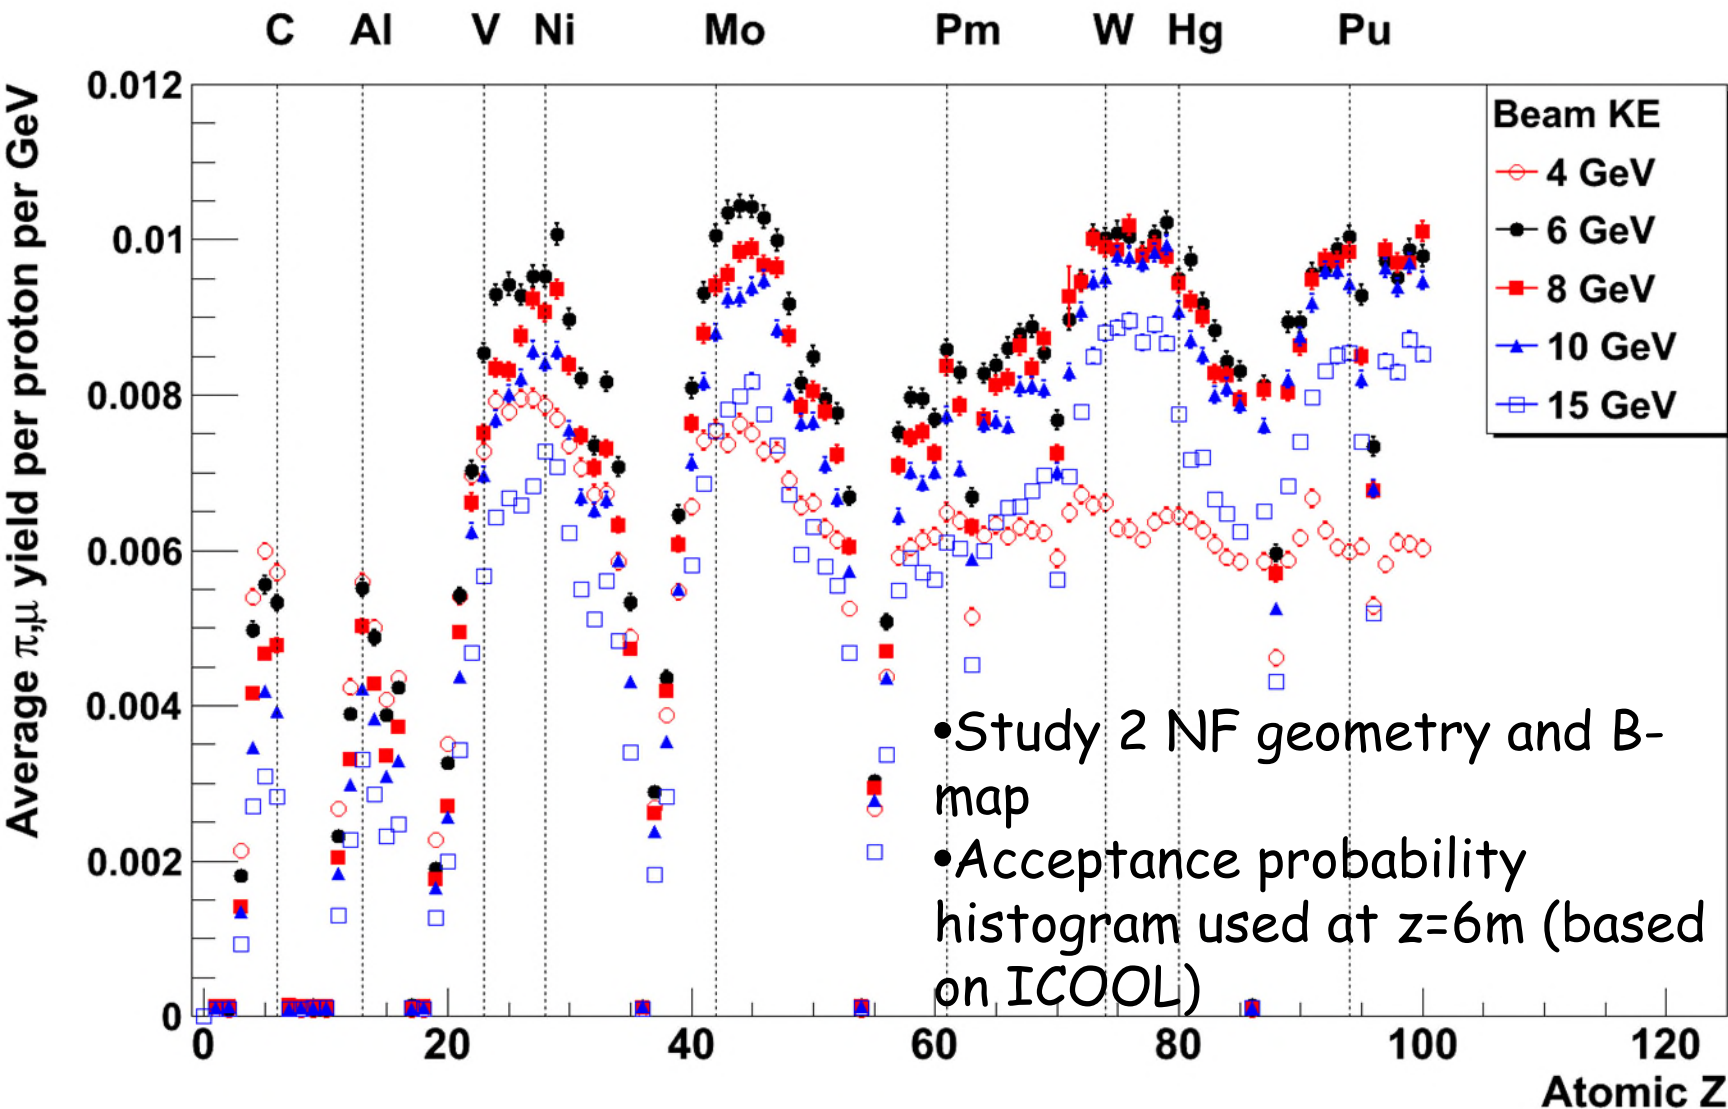 C Al V Ni Mo Pm W Hg Pu
Average π,μ yield per proton per GeV
0.012
0.01
0.008
0.006
0.004
0.002
0
Beam KE
4 GeV
6 GeV
8 GeV
10 GeV
15 GeV
•Study 2 NF geometry and B-
map
•Acceptance probability
histogram used at z=6m (based
on ICOOL)
0 20 40 60 80 100 120
Atomic Z